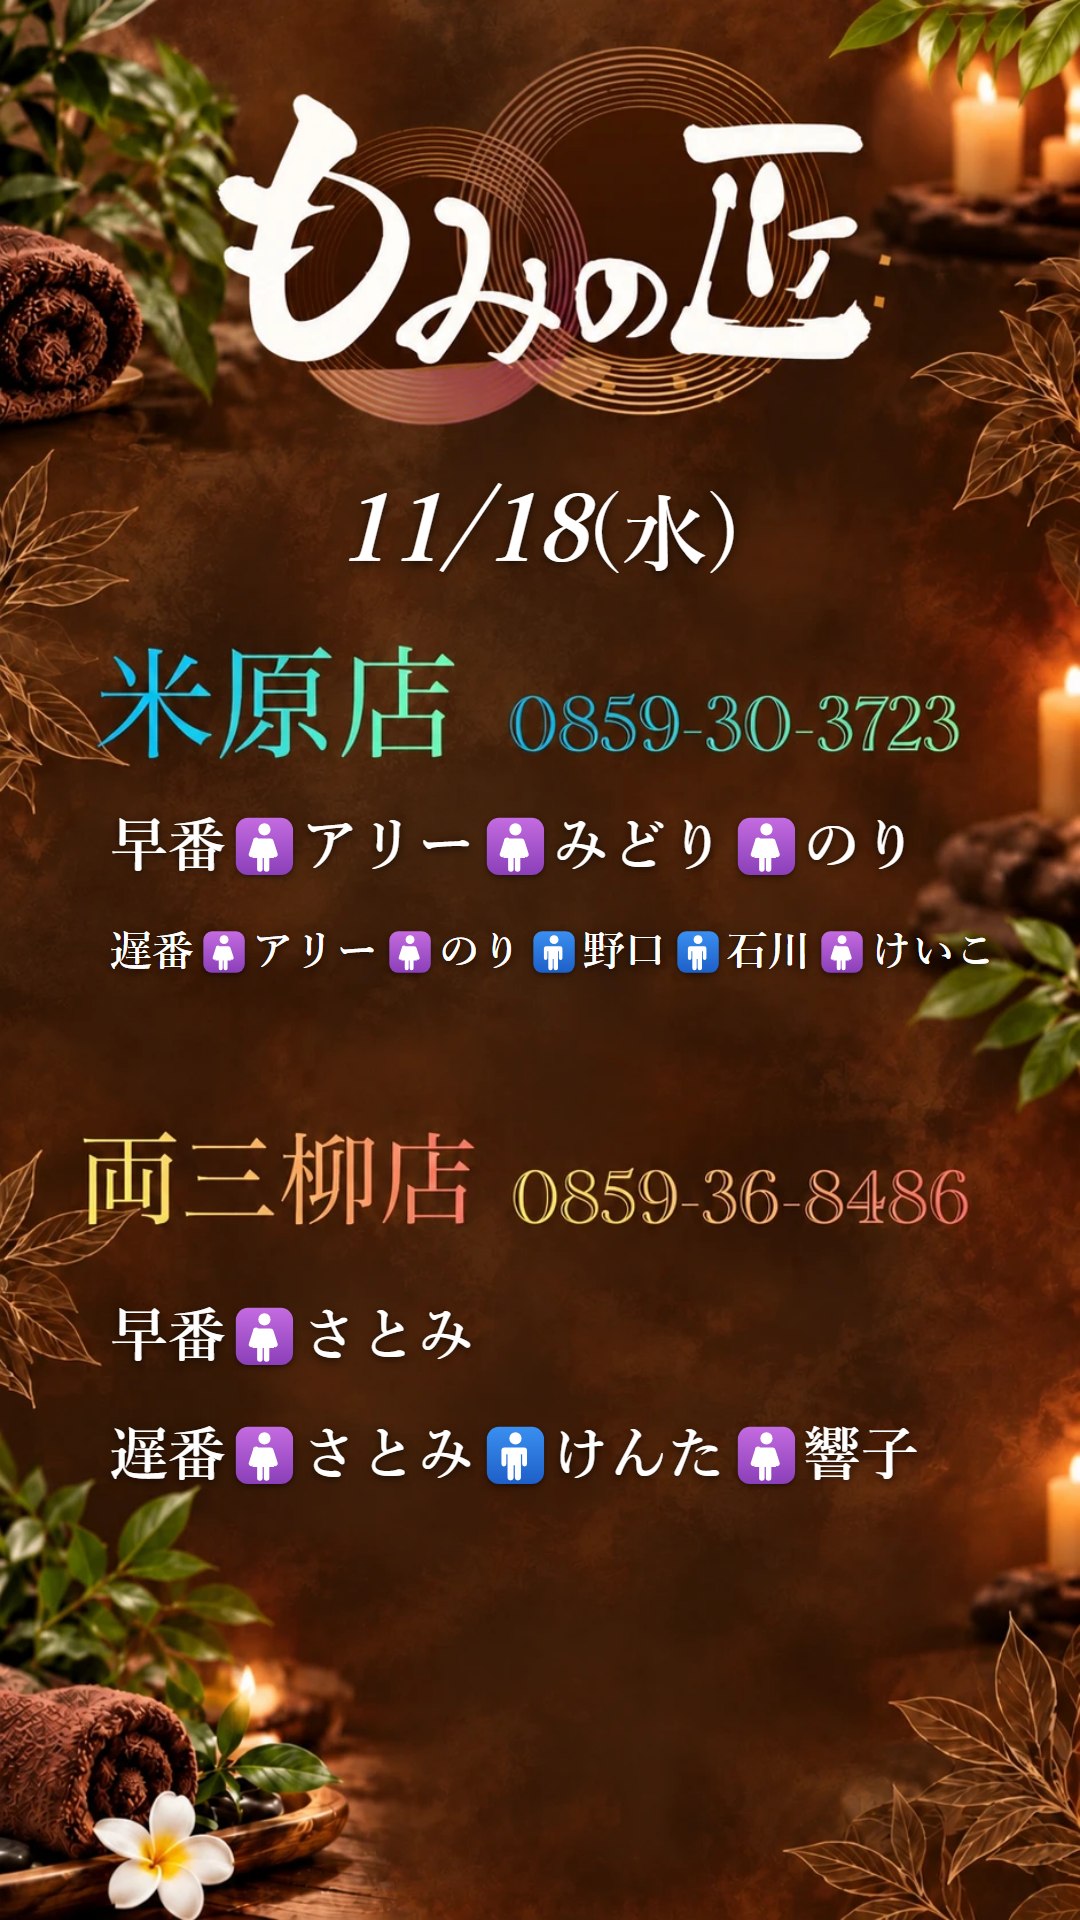 もみの匠
11/18(水)
米原店 0859-30-3723
早番🚺アリー🚺みどり🚺のり
遅番🚺アリー🚺のり🚹野口🚹石川🚺けいこ
両三柳店 0859-36-8486
早番🚺さとみ
遅番🚺さとみ🚹けんた🚺響子